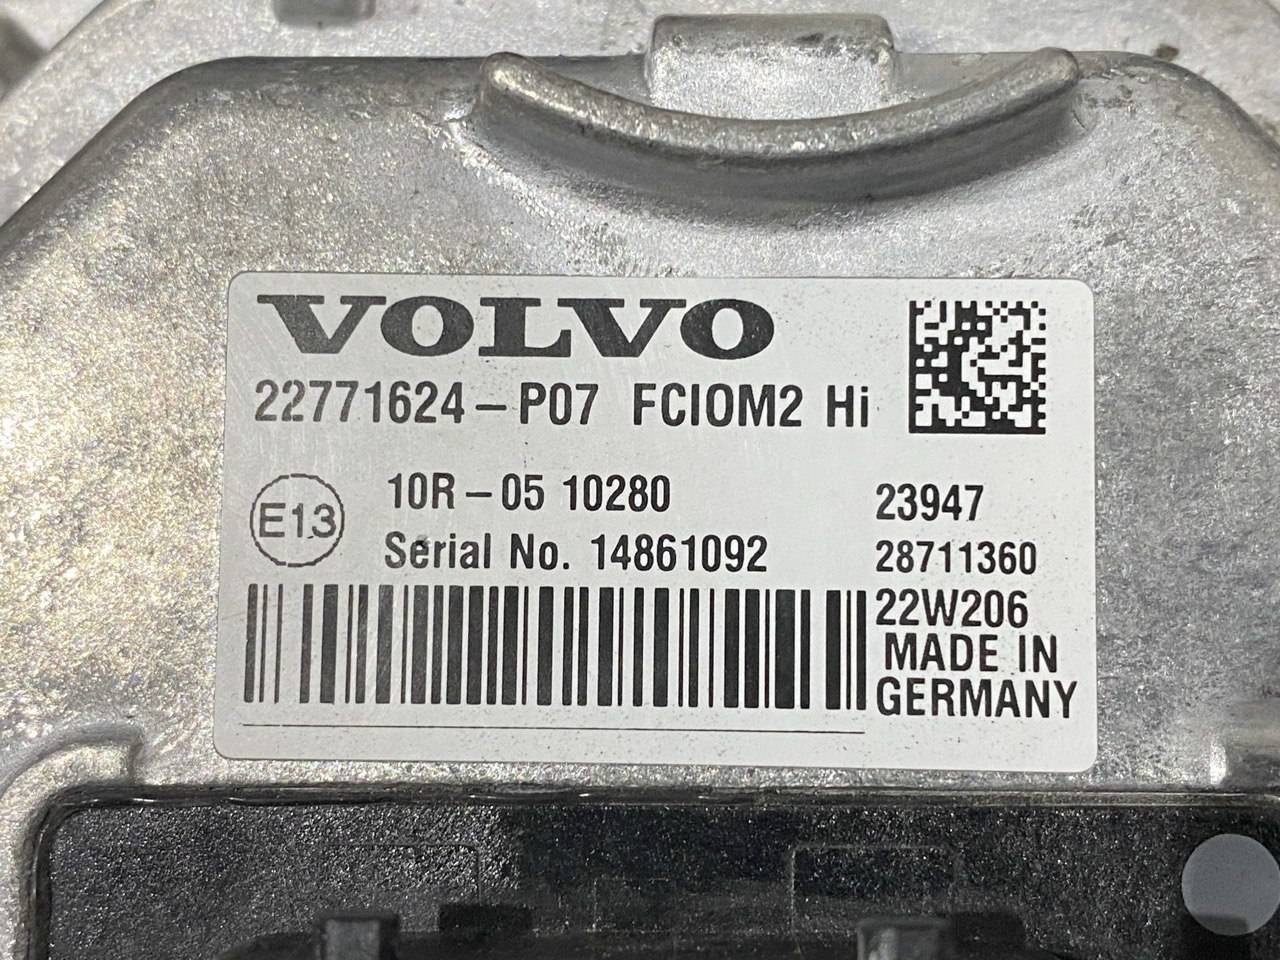 VOLVO
22771624-P07 FCIOM2 Hi
E13
10R-05 10280
Serial No. 14861092
23947
28711360
22W206
MADE IN
GERMANY